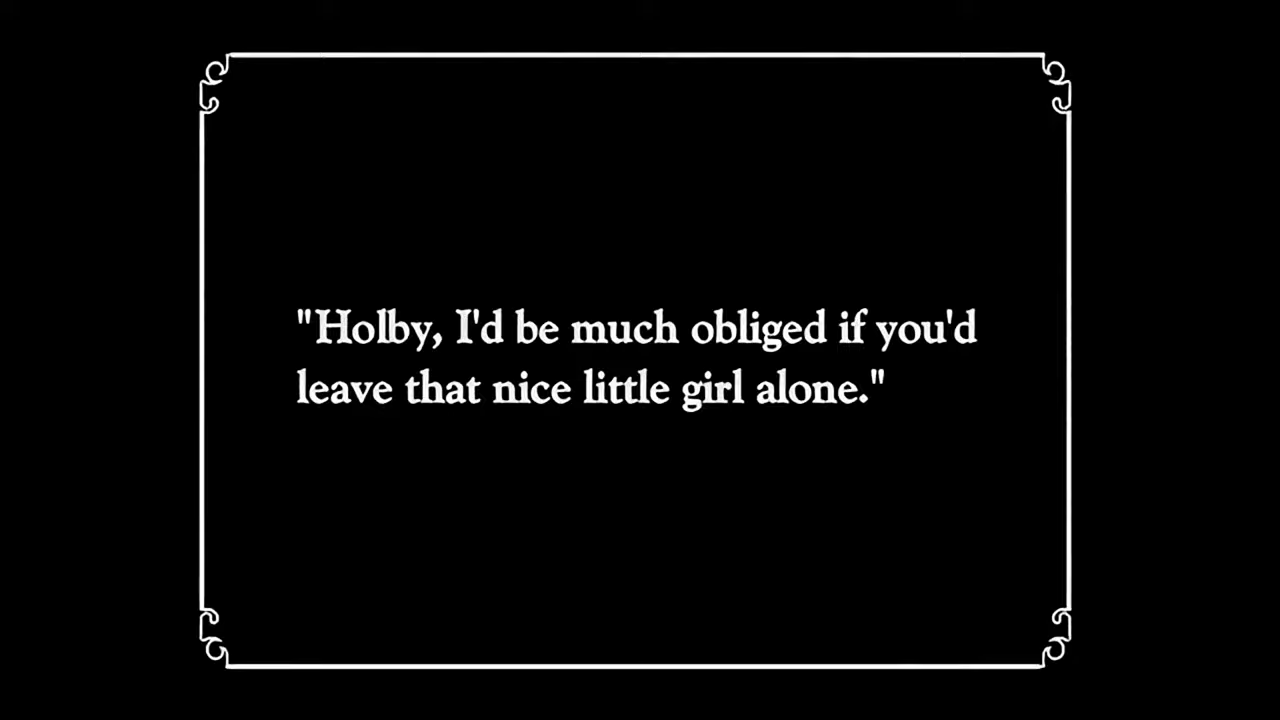 "Holby, I'd be much obliged if you'd
leave that nice little girl alone."